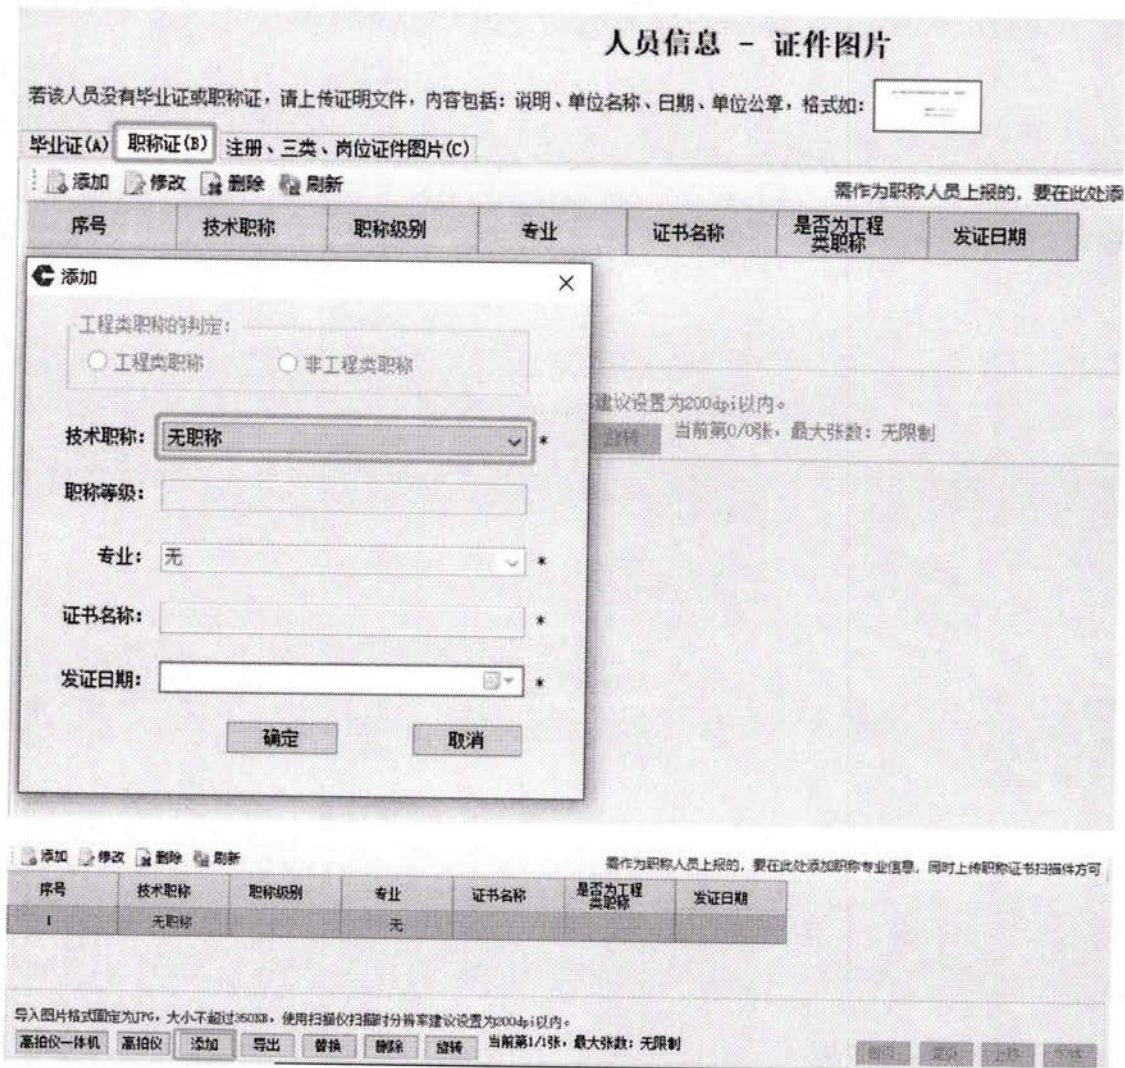 人员信息 - 证件图片
若该人员没有毕业证或职称证，请上传证明文件，内容包括：说明、单位名称、日期、单位公章，格式如：
毕业证(A) 职称证(B) 注册、三类、岗位证件图片(C)
添加 修改 删除 刷新 需作为职称人员上报的，要在此处添
序号 技术职称 职称级别 专业 证书名称 是否为工程类职称 发证日期
添加
工程类职称的判定：
工程类职称 非工程类职称
建议设置为200dpi以内。
技术职称： 无职称 * 旋转 当前第0/0张，最大张数：无限制
职称等级：
专业： 无 *
证书名称： *
发证日期： *
确定 取消
添加 修改 删除 刷新 需作为职称人员上报的，要在此处添加职称专业信息，同时上传职称证书扫描件方可
序号 技术职称 职称级别 专业 证书名称 是否为工程类职称 发证日期
1 无职称 无
导入图片格式固定为JPG，大小不超过350KB，使用扫描仪扫描时分辨率建议设置为200dpi以内。
高拍仪一体机 高拍仪 添加 导出 替换 删除 旋转 当前第1/1张，最大张数：无限制